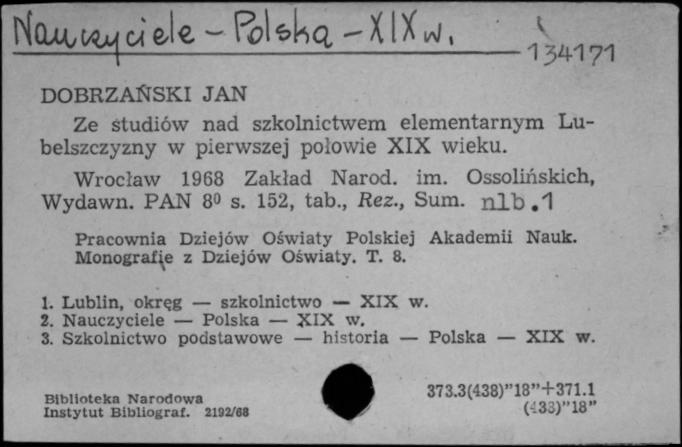 Nauczyciele – Polska – XIX w.
134171
DOBRZAŃSKI JAN
Ze studiów nad szkolnictwem elementarnym Lu-
belszczyzny w pierwszej połowie XIX wieku.
Wrocław 1968 Zakład Narod. im. Ossolińskich,
Wydawn. PAN 8⁰ s. 152, tab., Rez., Sum. nlb.1
Pracownia Dziejów Oświaty Polskiej Akademii Nauk.
Monografie z Dziejów Oświaty. T. 8.
1. Lublin, okręg — szkolnictwo — XIX w.
2. Nauczyciele — Polska — XIX w.
3. Szkolnictwo podstawowe — historia — Polska — XIX w.
Biblioteka Narodowa
Instytut Bibliograf. 2192/68
373.3(438)"18"+371.1
(438)"18"